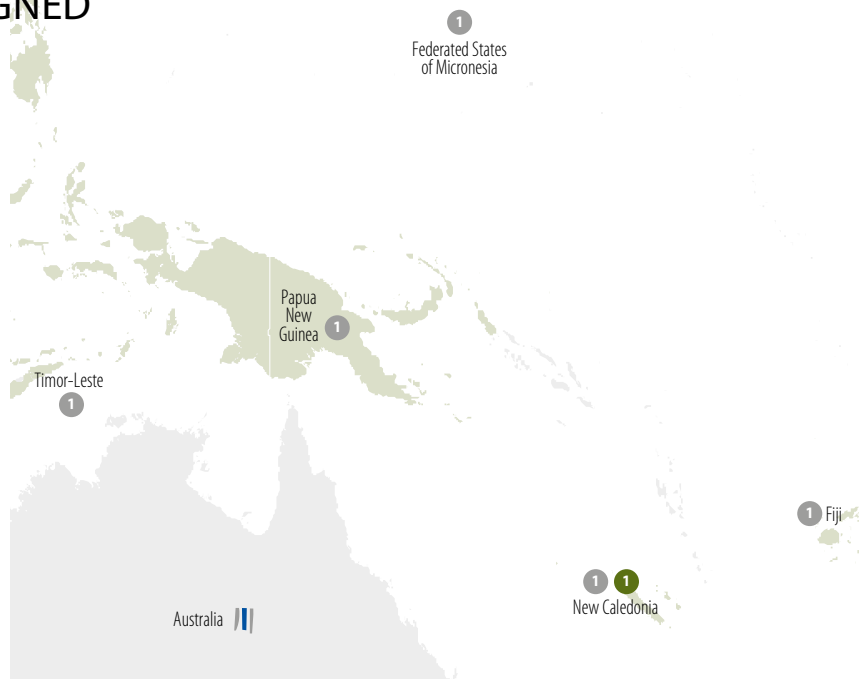 GNED
1
Federated States
of Micronesia
Papua
New
Guinea
1
Timor-Leste
1
1 Fiji
1 1
New Caledonia
Australia